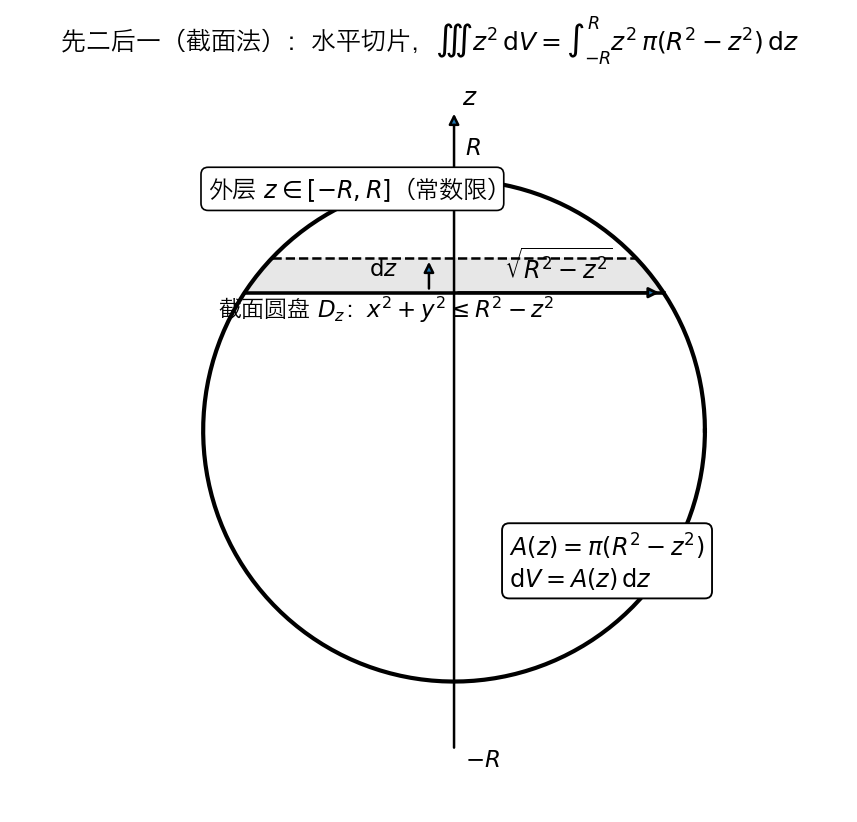 先二后一（截面法）：水平切片，∭z² dV = ∫_{-R}^{R} z² π(R² − z²) dz
z
R
外层 z ∈ [−R, R]（常数限）
dz
√(R² − z²)
截面圆盘 D_z：x² + y² ≤ R² − z²
A(z) = π(R² − z²)
dV = A(z) dz
−R